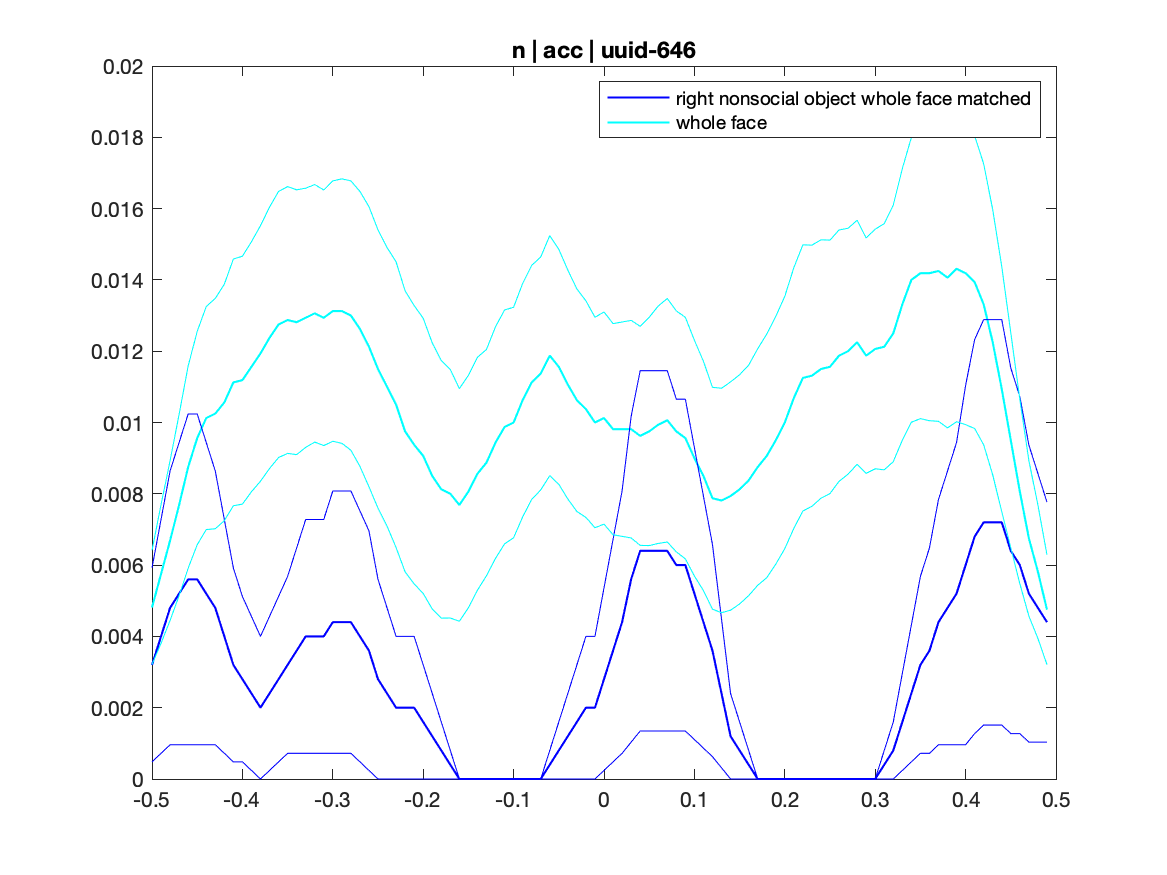 n | acc | uuid-646
right nonsocial object whole face matched
whole face
0.02
0.018
0.016
0.014
0.012
0.01
0.008
0.006
0.004
0.002
0
-0.5 -0.4 -0.3 -0.2 -0.1 0 0.1 0.2 0.3 0.4 0.5